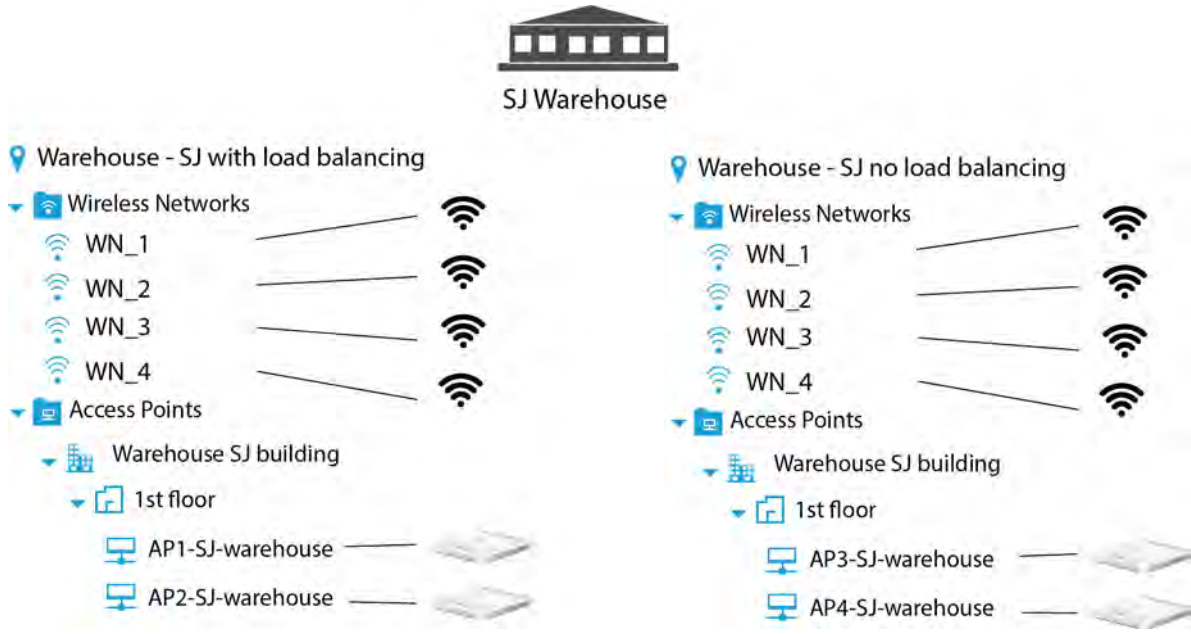 SJ Warehouse
Warehouse - SJ with load balancing
Wireless Networks
WN_1
WN_2
WN_3
WN_4
Access Points
Warehouse SJ building
1st floor
AP1-SJ-warehouse
AP2-SJ-warehouse
Warehouse - SJ no load balancing
Wireless Networks
WN_1
WN_2
WN_3
WN_4
Access Points
Warehouse SJ building
1st floor
AP3-SJ-warehouse
AP4-SJ-warehouse